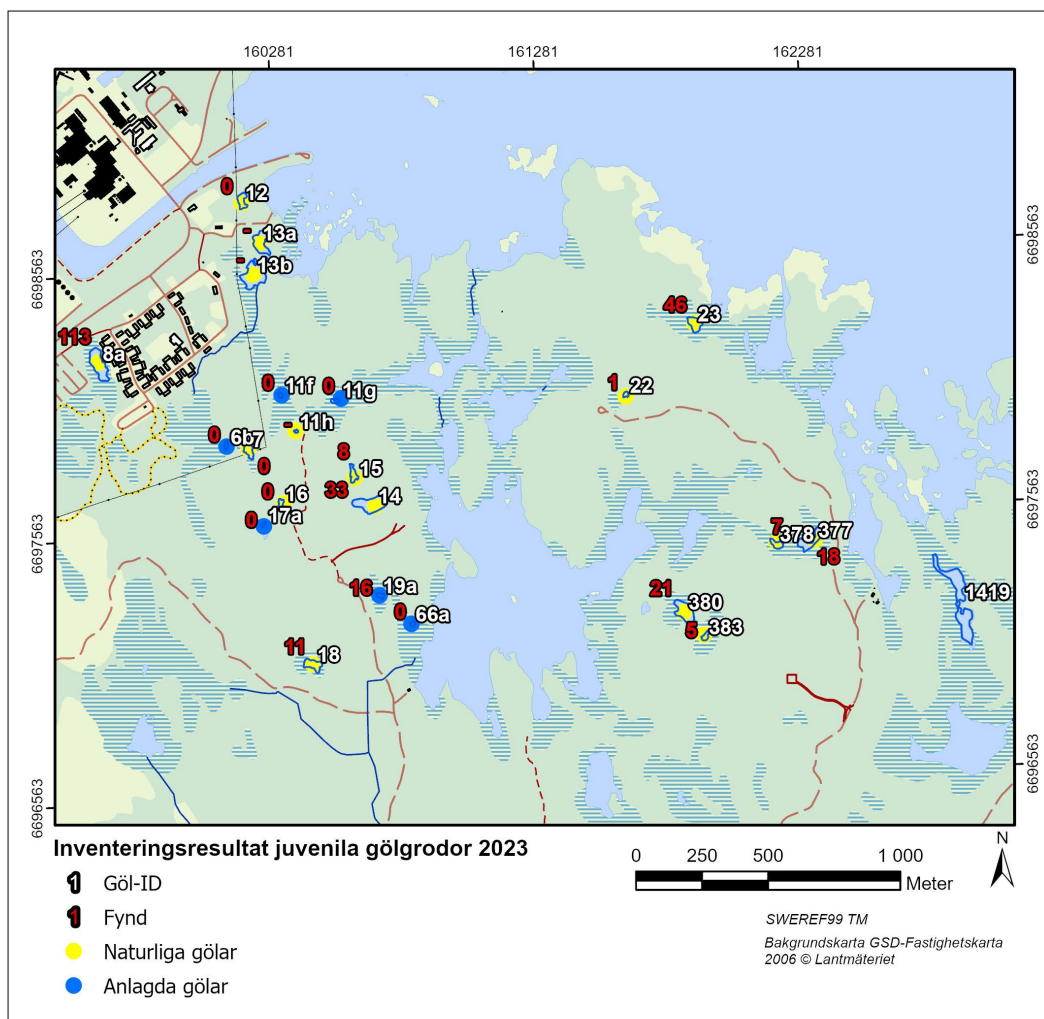 160281 161281 162281
0 12
13a
13b
6698563 6698563
46 23
113 8a
0 11f 0 11g
1 22
- 11h
0 6b 7
0
8 15
33 14
0 16
0 17a
7 378 377
18
6697563 6697563
16 19a
0 66a
21 380
5 383
1419
11 18
6696563 6696563
Inventeringsresultat juvenila gölgrodor 2023
1 Göl-ID
1 Fynd
Naturliga gölar
Anlagda gölar
N
0 250 500 1 000
Meter
SWEREF99 TM
Bakgrundskarta GSD-Fastighetskarta
2006 © Lantmäteriet